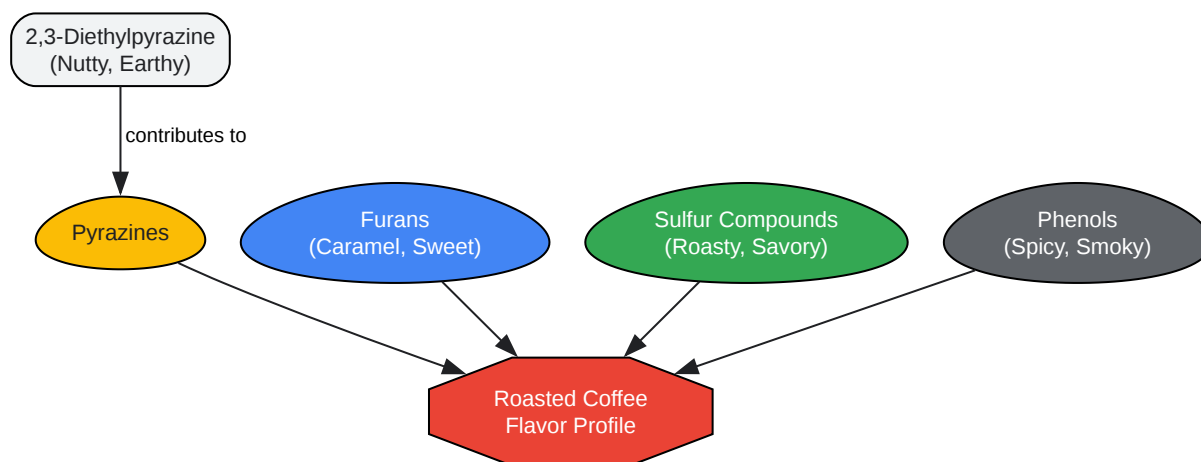 2,3-Diethylpyrazine
(Nutty, Earthy)
contributes to
Pyrazines
Furans
(Caramel, Sweet)
Sulfur Compounds
(Roasty, Savory)
Phenols
(Spicy, Smoky)
Roasted Coffee
Flavor Profile